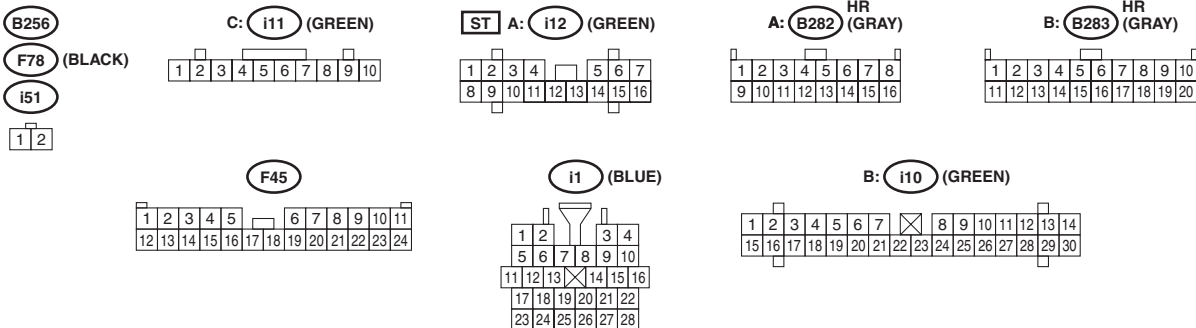 B256
F78 (BLACK)
i51
1 2
C: i11 (GREEN)
1 2 3 4 5 6 7 8 9 10
ST A: i12 (GREEN)
1 2 3 4 5 6 7
8 9 10 11 12 13 14 15 16
HR
A: B282 (GRAY)
1 2 3 4 5 6 7 8
9 10 11 12 13 14 15 16
HR
B: B283 (GRAY)
1 2 3 4 5 6 7 8 9 10
11 12 13 14 15 16 17 18 19 20
F45
1 2 3 4 5 6 7 8 9 10 11
12 13 14 15 16 17 18 19 20 21 22 23 24
i1 (BLUE)
1 2 3 4
5 6 7 8 9 10
11 12 13 14 15 16
17 18 19 20 21 22
23 24 25 26 27 28
B: i10 (GREEN)
1 2 3 4 5 6 7 8 9 10 11 12 13 14
15 16 17 18 19 20 21 22 23 24 25 26 27 28 29 30